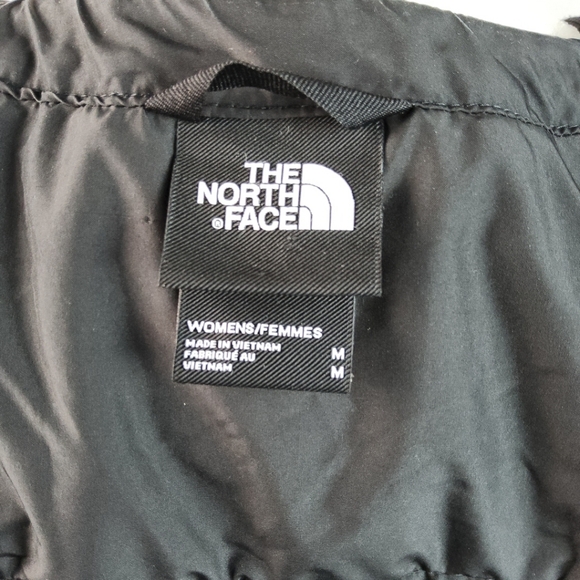 THE
NORTH
® FACE
WOMENS/FEMMES
MADE IN VIETNAM M
FABRIQUÉ AU
VIETNAM M